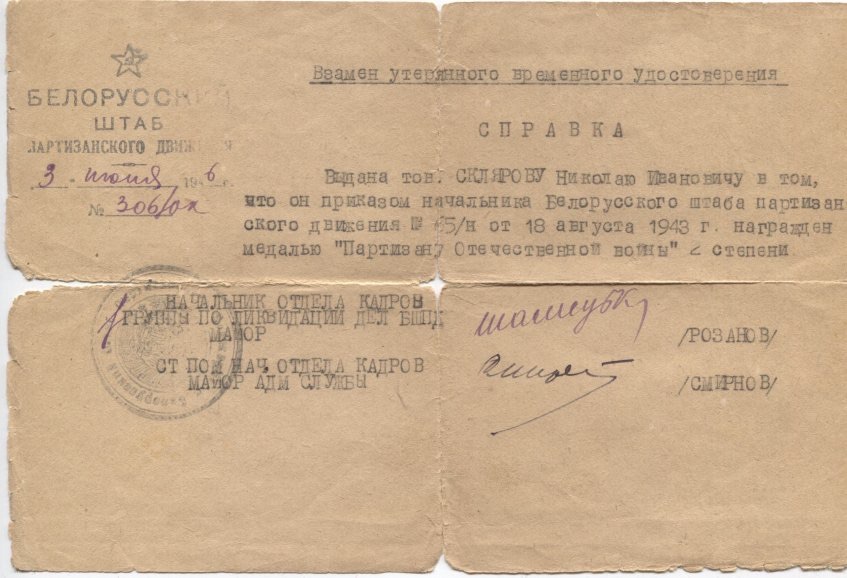 БЕЛОРУССКИЙ
ШТАБ
ПАРТИЗАНСКОГО ДВИЖЕНИЯ
3 - июня 1946 г.
№ 306/ок
Взамен утерянного временного удостоверения
СПРАВКА
Выдана тов. СКЛЯРОВУ Николаю Ивановичу в том,
что он приказом начальника Белорусского штаба партизан
ского движения № 65/н от 18 августа 1943 г. награжден
медалью "Партизану Отечественной войны" 2 степени
НАЧАЛЬНИК ОТДЕЛА КАДРОВ
ГРУППЫ ПО ЛИКВИДАЦИИ ДЕЛ БШПД
МАЙОР
/РОЗАНОВ/
СТ ПОМ НАЧ. ОТДЕЛА КАДРОВ
МАЙОР АДМ СЛУЖБЫ
/СМИРНОВ/